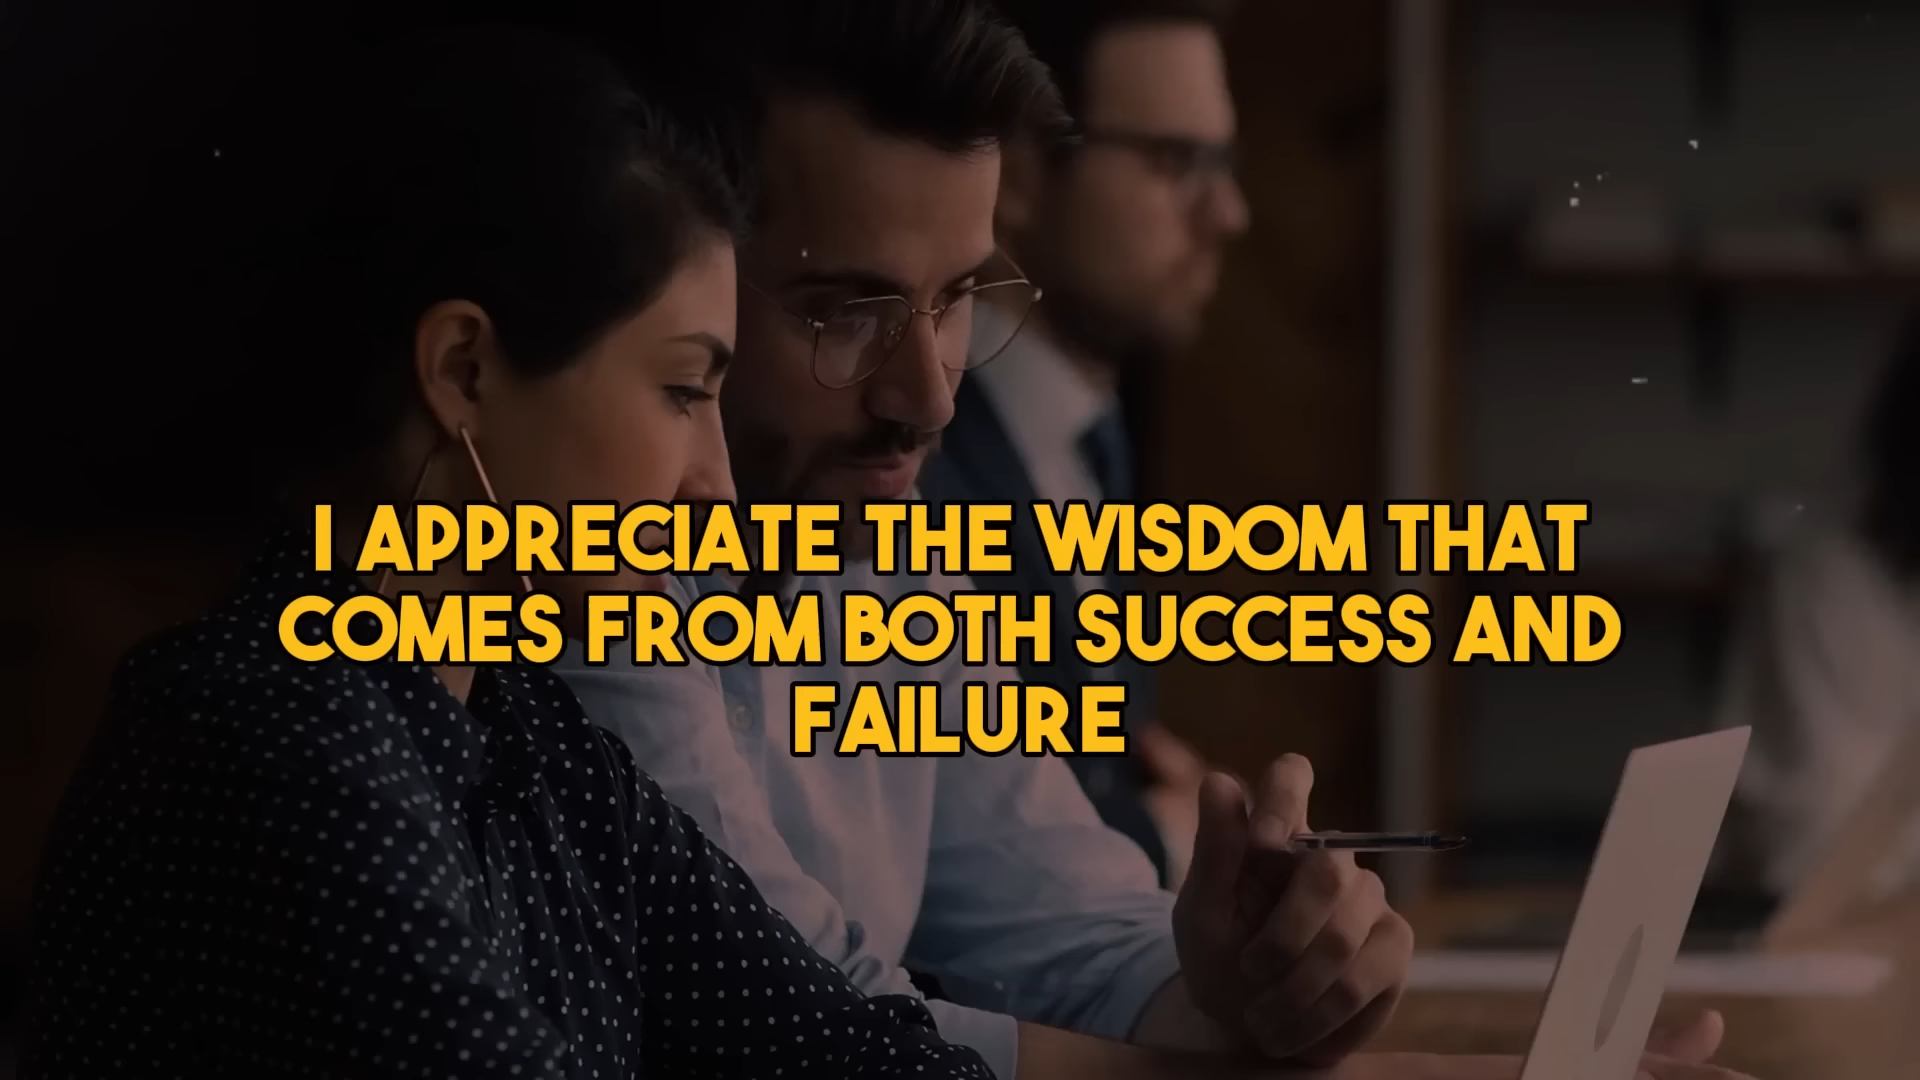 I APPRECIATE THE WISDOM THAT
COMES FROM BOTH SUCCESS AND
FAILURE